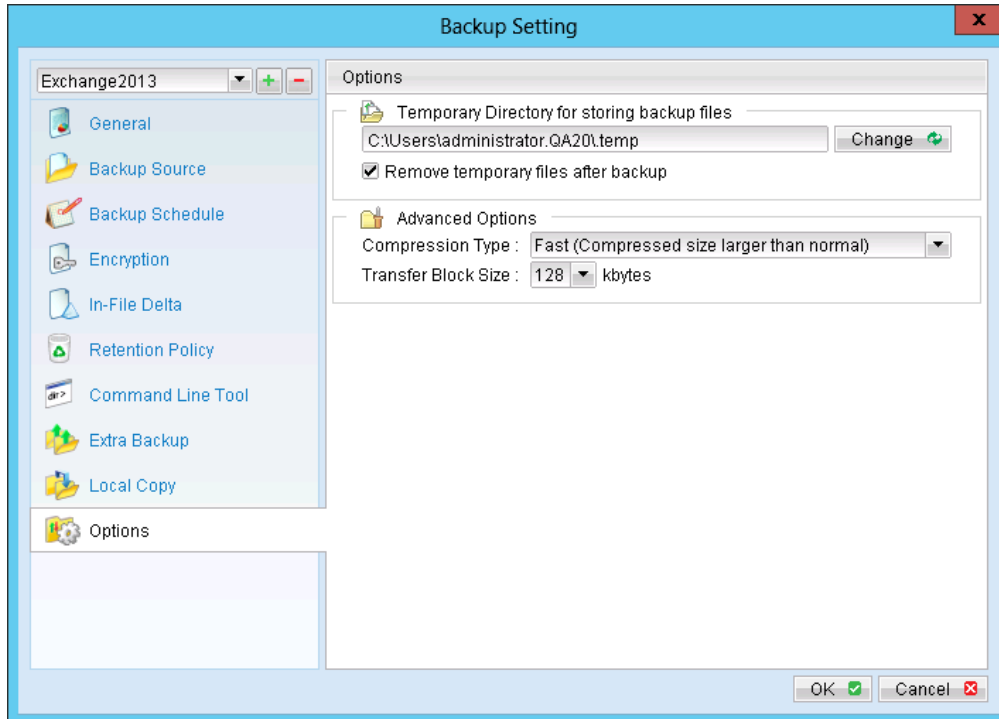 Backup Setting
x
Exchange2013
General
Backup Source
Backup Schedule
Encryption
In-File Delta
Retention Policy
dir>
Command Line Tool
Extra Backup
Local Copy
Options
Options
Temporary Directory for storing backup files
C:\Users\administrator.QA20\.temp
Change
Remove temporary files after backup
Advanced Options
Compression Type : Fast (Compressed size larger than normal)
Transfer Block Size : 128 kbytes
OK
Cancel